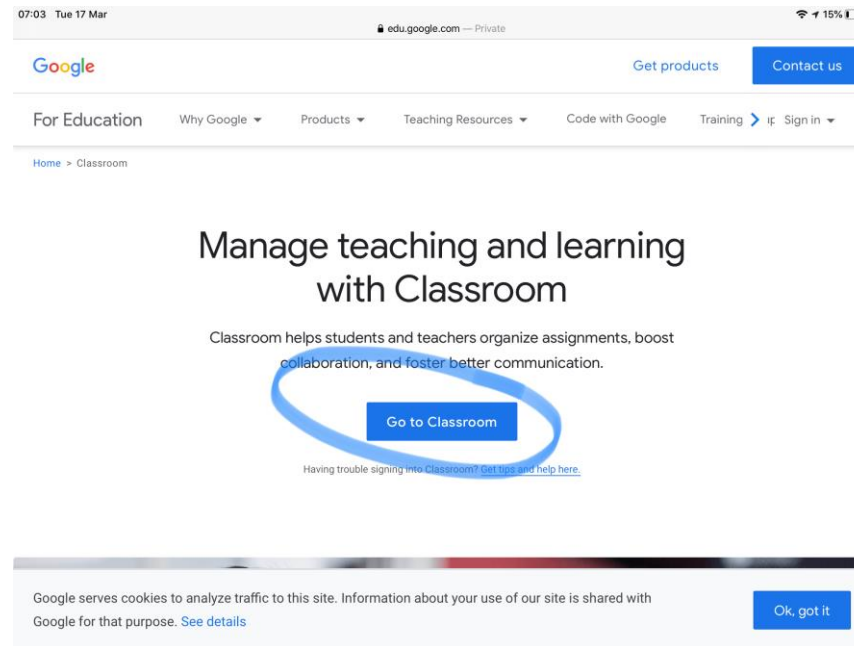 07:03 Tue 17 Mar
edu.google.com — Private
15%
Google
Get products
Contact us
For Education
Why Google
Products
Teaching Resources
Code with Google
Training
Sign in
Home > Classroom
Manage teaching and learning
with Classroom
Classroom helps students and teachers organize assignments, boost
collaboration, and foster better communication.
Go to Classroom
Having trouble signing into Classroom? Get tips and help here.
Google serves cookies to analyze traffic to this site. Information about your use of our site is shared with
Google for that purpose. See details
Ok, got it